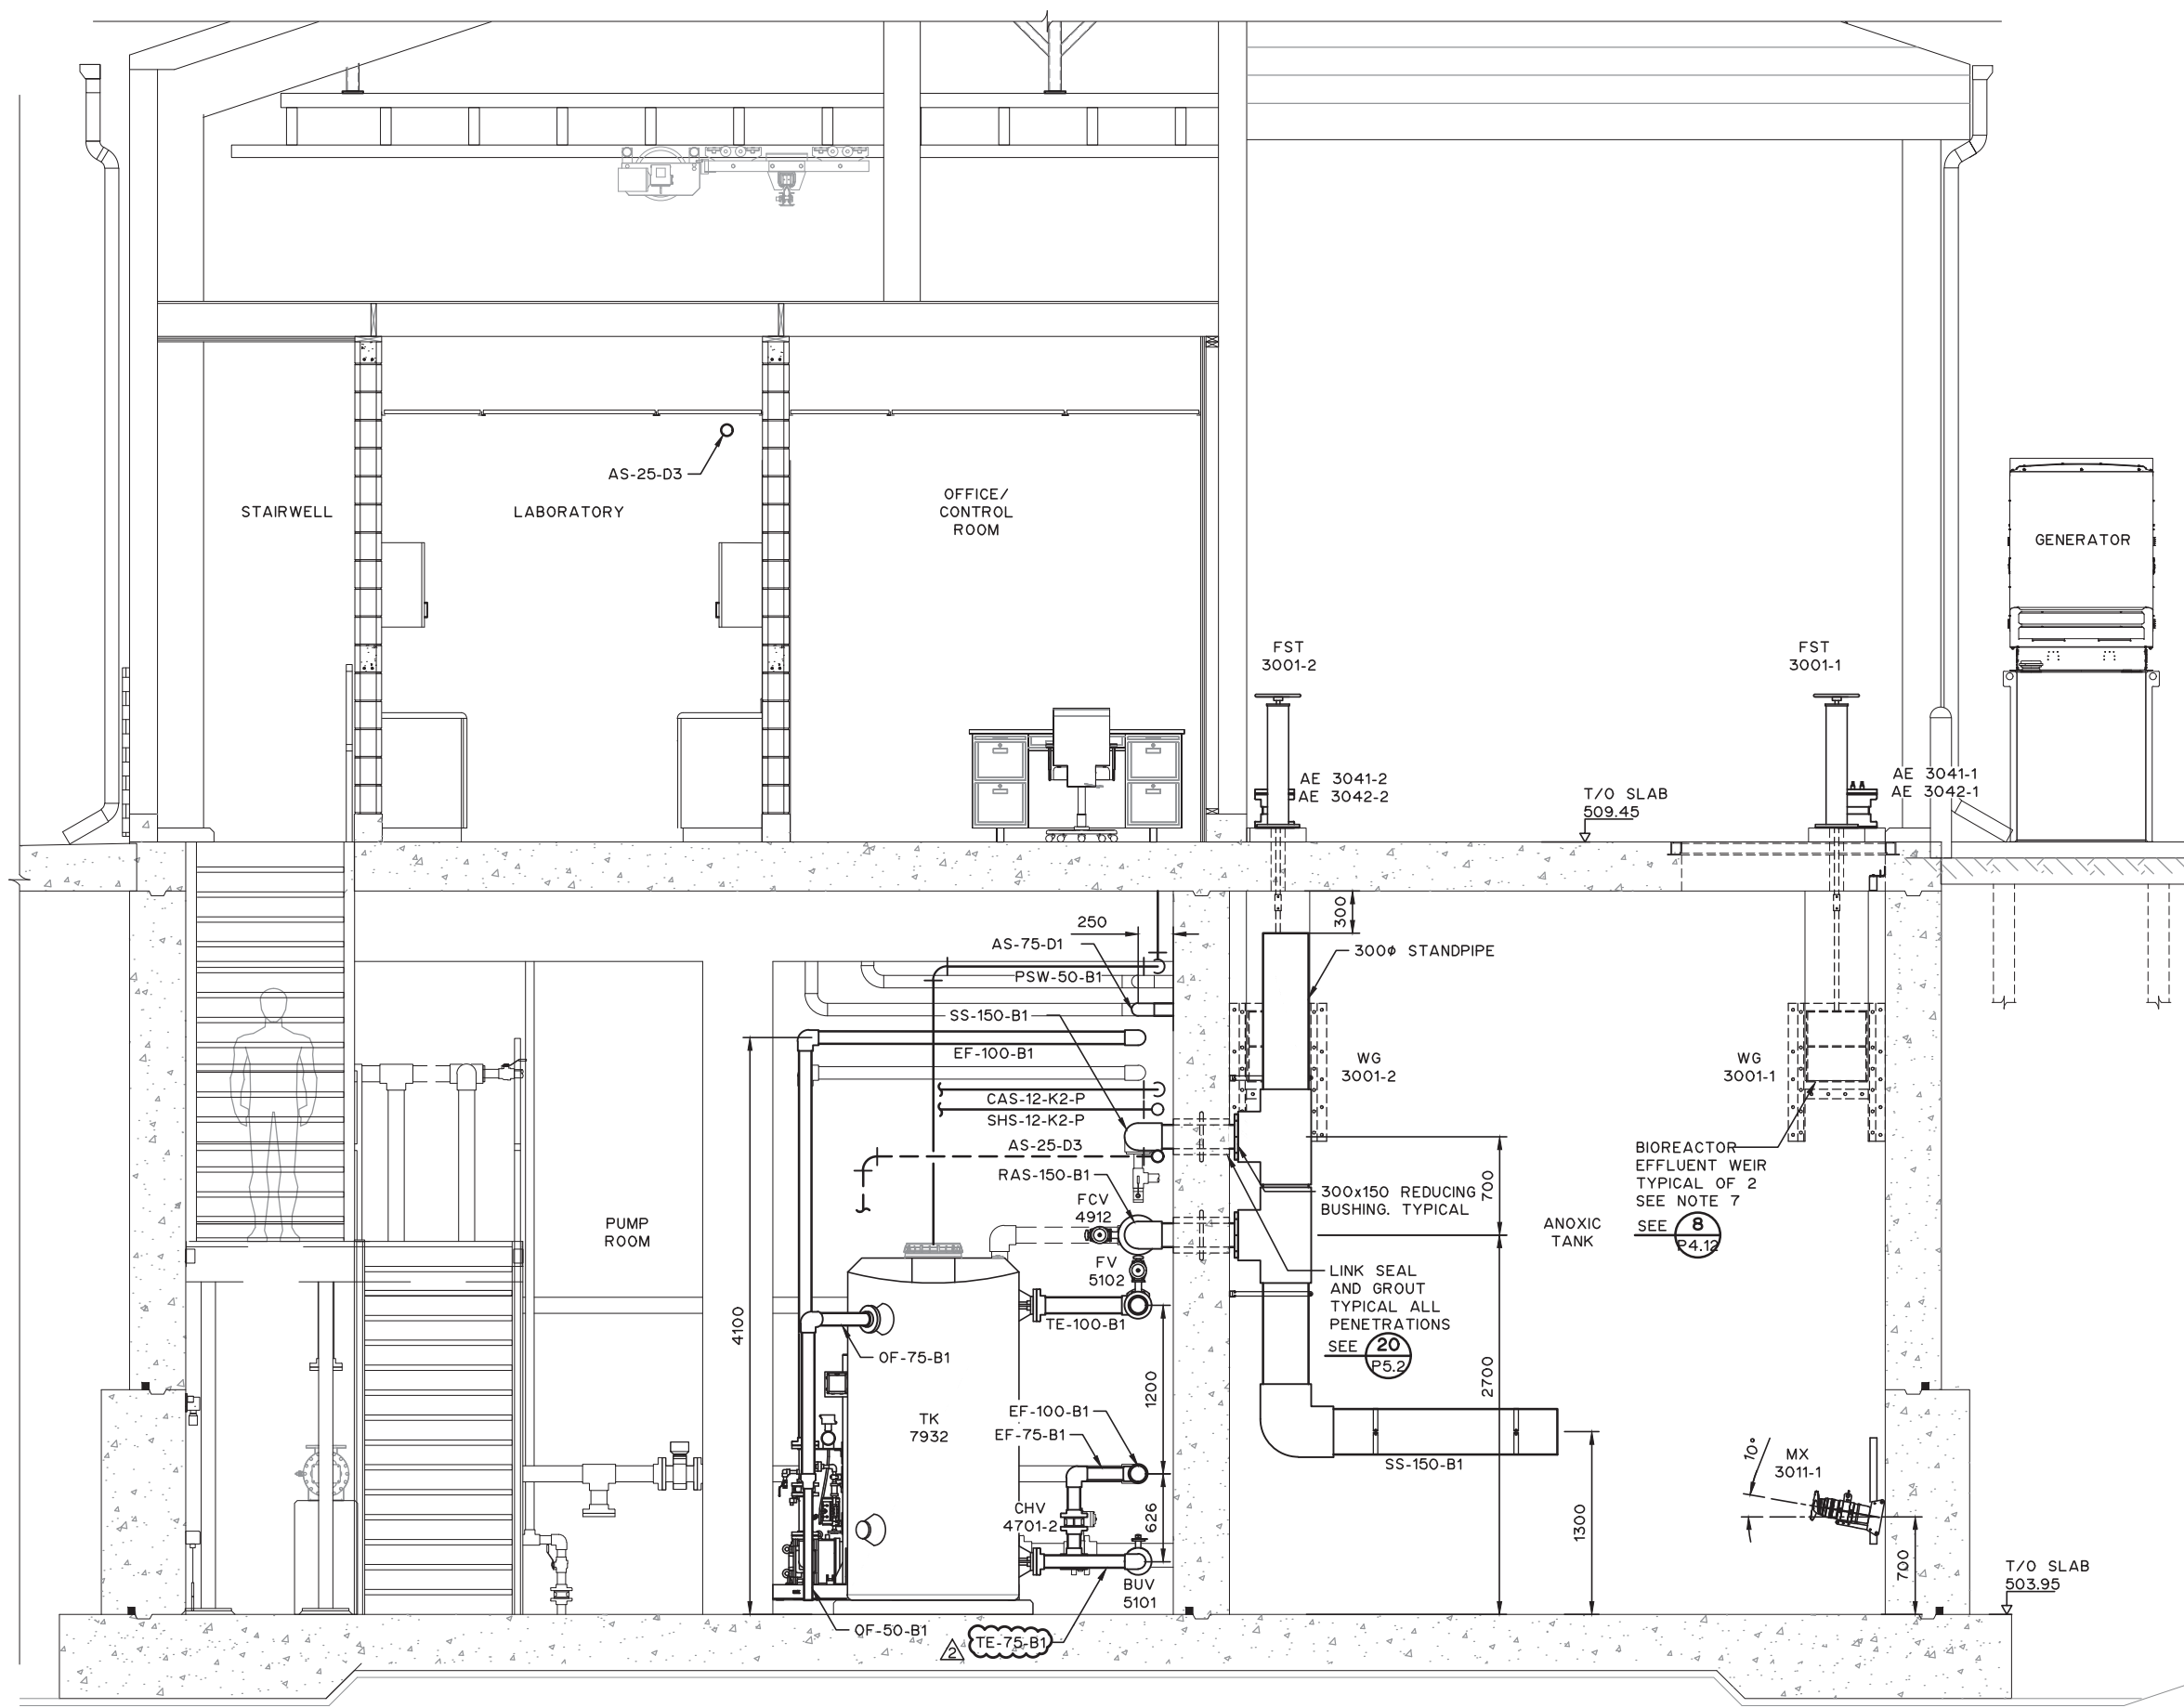 AS-25-D3
STAIRWELL
LABORATORY
OFFICE/
CONTROL
ROOM
GENERATOR
FST
3001-2
FST
3001-1
AE 3041-2
AE 3042-2
T/O SLAB
509.45
AE 3041-1
AE 3042-1
300
250
AS-75-D1
300ø STANDPIPE
PSW-50-B1
SS-150-B1
EF-100-B1
WG
3001-2
WG
3001-1
CAS-12-K2-P
SHS-12-K2-P
AS-25-D3
RAS-150-B1
FCV
4912
700
300x150 REDUCING
BUSHING. TYPICAL
BIOREACTOR
EFFLUENT WEIR
TYPICAL OF 2
SEE NOTE 7
SEE 8
P4.12
PUMP
ROOM
ANOXIC
TANK
FV
5102
LINK SEAL
AND GROUT
TYPICAL ALL
PENETRATIONS
SEE 20
P5.2
TE-100-B1
4100
OF-75-B1
1200
2700
TK
7932
EF-100-B1
EF-75-B1
SS-150-B1
10°
MX
3011-1
CHV
4701-2
626
1300
700
T/O SLAB
503.95
BUV
5101
OF-50-B1
2
TE-75-B1